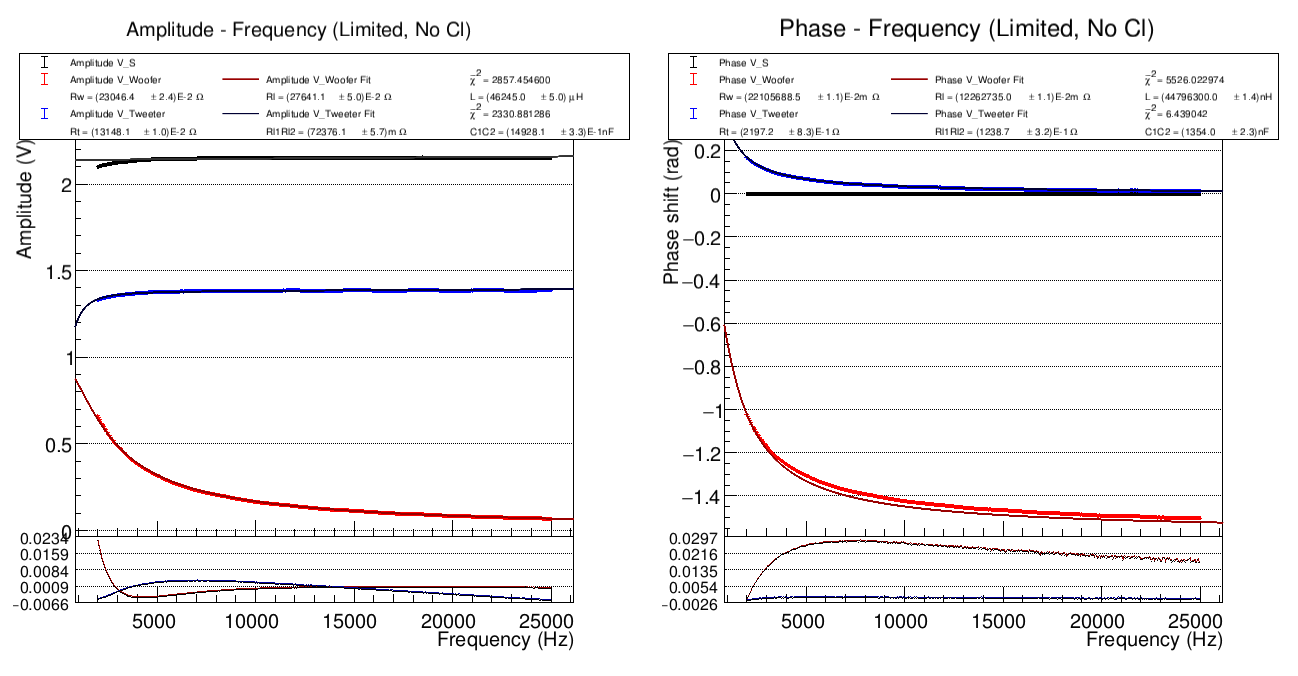 Amplitude - Frequency (Limited, No Cl)
Amplitude V_S
Amplitude V_Woofer Amplitude V_Woofer Fit χ̄² = 2857.454600
Rw = (23046.4 ± 2.4)E-2 Ω Rl = (27641.1 ± 5.0)E-2 Ω L = (46245.0 ± 5.0) μH
Amplitude V_Tweeter Amplitude V_Tweeter Fit χ̄² = 2330.881286
Rt = (13148.1 ± 1.0)E-2 Ω Rl1Rl2 = (72376.1 ± 5.7)m Ω C1C2 = (14928.1 ± 3.3)E-1nF
Amplitude (V)
2
1.5
1
0.5
0
0.0234
0.0159
0.0084
0.0009
−0.0066
5000 10000 15000 20000 25000
Frequency (Hz)
Phase - Frequency (Limited, No Cl)
Phase V_S
Phase V_Woofer Phase V_Woofer Fit χ̄² = 5526.022974
Rw = (22105688.5 ± 1.1)E-2m Ω Rl = (12262735.0 ± 1.1)E-2m Ω L = (44796300.0 ± 1.4)nH
Phase V_Tweeter Phase V_Tweeter Fit χ̄² = 6.439042
Rt = (2197.2 ± 8.3)E-1 Ω Rl1Rl2 = (1238.7 ± 3.2)E-1 Ω C1C2 = (1354.0 ± 2.3)nF
Phase shift (rad)
0.2
0
−0.2
−0.4
−0.6
−0.8
−1
−1.2
−1.4
0.0297
0.0216
0.0135
0.0054
−0.0026
5000 10000 15000 20000 25000
Frequency (Hz)